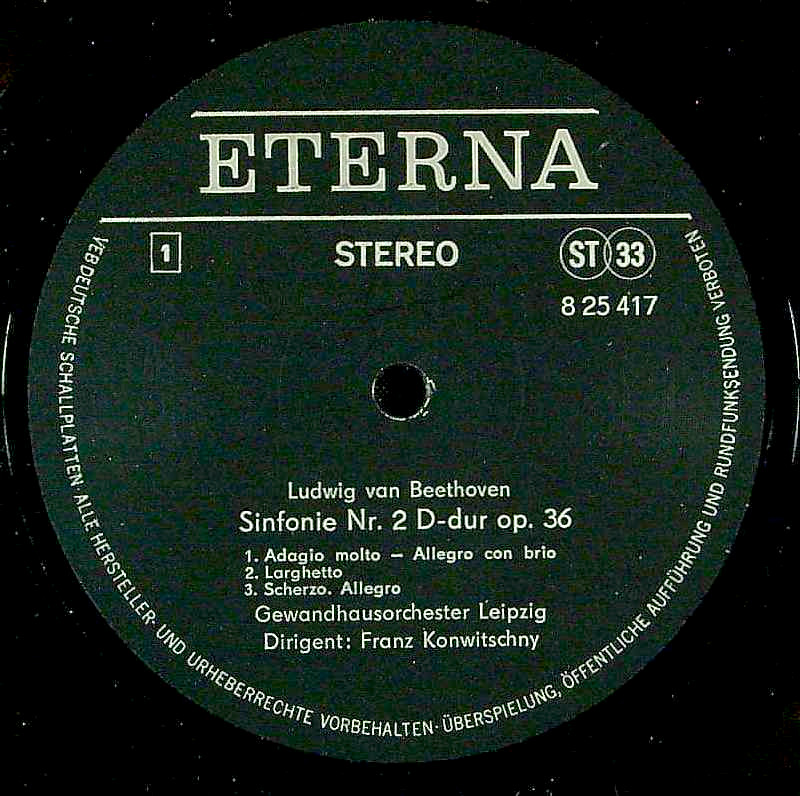 ETERNA
1
STEREO
ST 33
8 25 417
Ludwig van Beethoven
Sinfonie Nr. 2 D-dur op. 36
1. Adagio molto – Allegro con brio
2. Larghetto
3. Scherzo. Allegro
Gewandhausorchester Leipzig
Dirigent: Franz Konwitschny
VEB DEUTSCHE SCHALLPLATTEN · ALLE HERSTELLER- UND URHEBERRECHTE VORBEHALTEN · ÜBERSPIELUNG, ÖFFENTLICHE AUFFÜHRUNG UND RUNDFUNKSENDUNG VERBOTEN